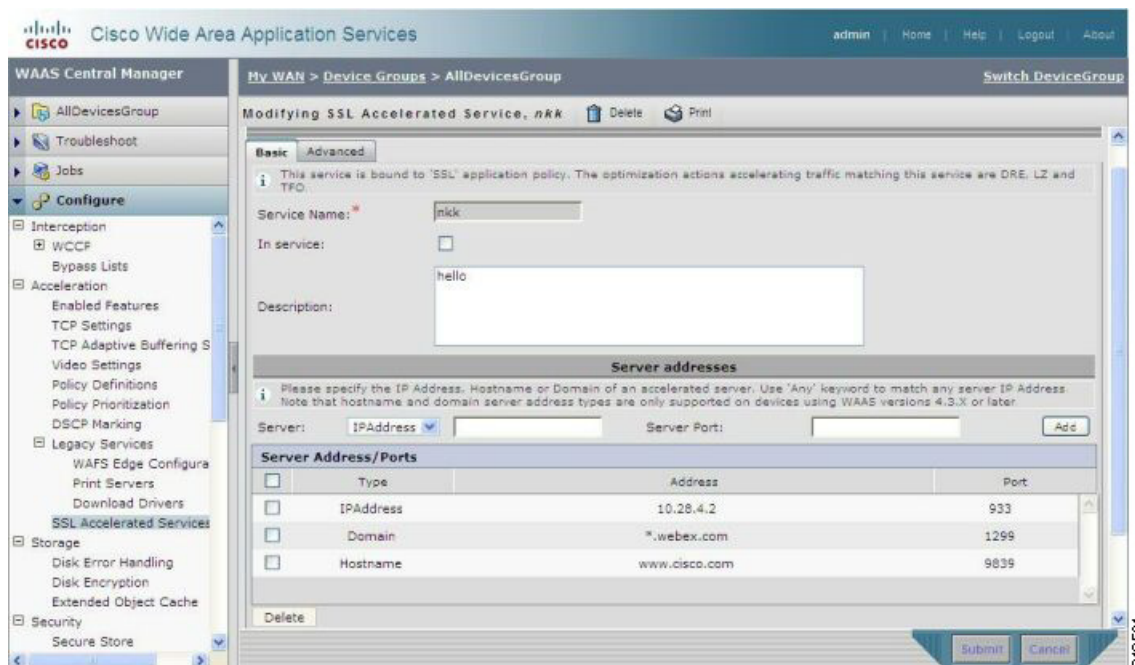 CISCO Cisco Wide Area Application Services admin | Home | Help | Logout | About
WAAS Central Manager
My WAN > Device Groups > AllDevicesGroup Switch DeviceGroup
AllDevicesGroup
Troubleshoot
Jobs
Configure
Interception
WCCP
Bypass Lists
Acceleration
Enabled Features
TCP Settings
TCP Adaptive Buffering S
Video Settings
Policy Definitions
Policy Prioritization
DSCP Marking
Legacy Services
WAFS Edge Configura
Print Servers
Download Drivers
SSL Accelerated Services
Storage
Disk Error Handling
Disk Encryption
Extended Object Cache
Security
Secure Store
Modifying SSL Accelerated Service, nkk Delete Print
Basic Advanced
This service is bound to 'SSL' application policy. The optimization actions accelerating traffic matching this service are DRE, LZ and
TFO.
Service Name:* nkk
In service:
Description: hello
Server addresses
Please specify the IP Address, Hostname or Domain of an accelerated server. Use 'Any' keyword to match any server IP Address.
Note that hostname and domain server address types are only supported on devices using WAAS versions 4.3.X or later
Server: IPAddress Server Port: Add
Server Address/Ports
Type Address Port
IPAddress 10.28.4.2 933
Domain *.webex.com 1299
Hostname www.cisco.com 9839
Delete
Submit Cancel